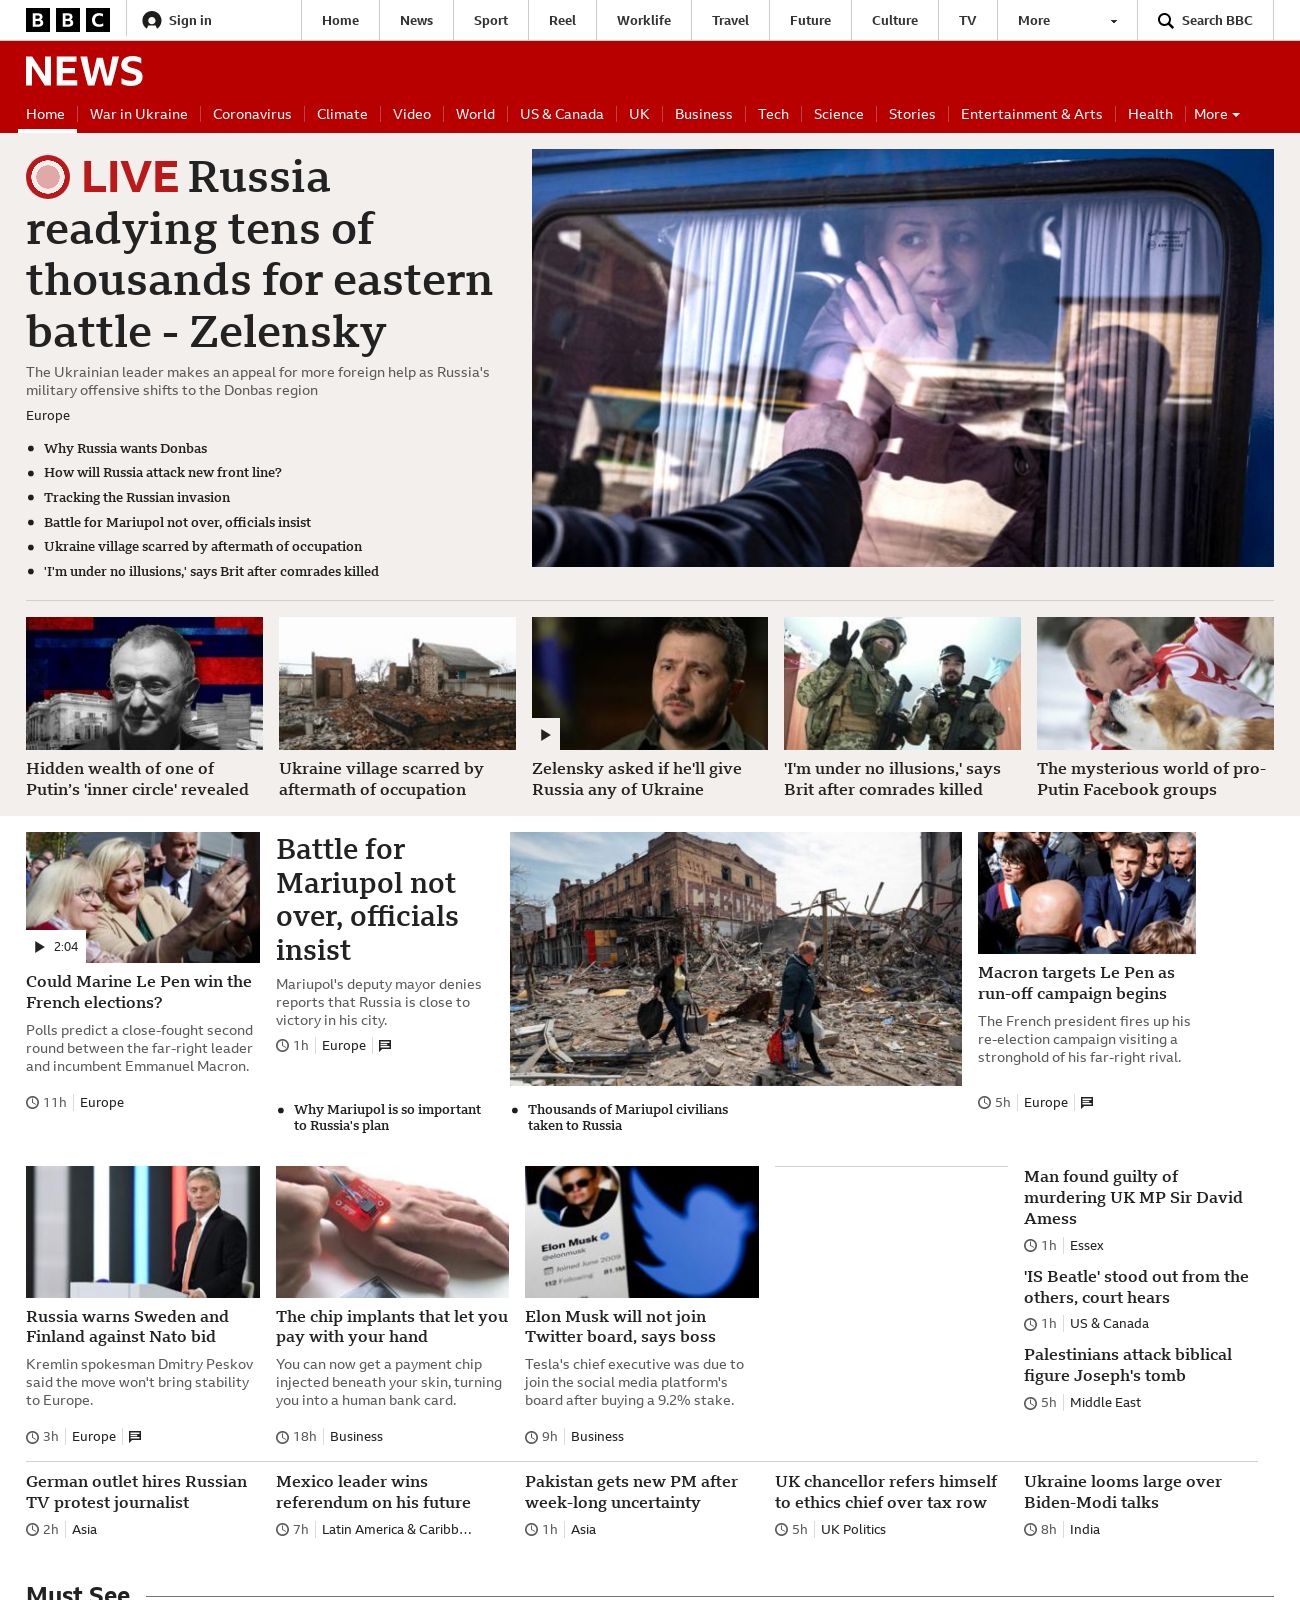 BBC
Sign in
Home
News
Sport
Reel
Worklife
Travel
Future
Culture
TV
More
Search BBC
NEWS
Home
War in Ukraine
Coronavirus
Climate
Video
World
US & Canada
UK
Business
Tech
Science
Stories
Entertainment & Arts
Health
More
LIVE Russia
readying tens of
thousands for eastern
battle - Zelensky
The Ukrainian leader makes an appeal for more foreign help as Russia's
military offensive shifts to the Donbas region
Europe
Why Russia wants Donbas
How will Russia attack new front line?
Tracking the Russian invasion
Battle for Mariupol not over, officials insist
Ukraine village scarred by aftermath of occupation
'I'm under no illusions,' says Brit after comrades killed
Hidden wealth of one of
Putin’s 'inner circle' revealed
Ukraine village scarred by
aftermath of occupation
Zelensky asked if he'll give
Russia any of Ukraine
'I'm under no illusions,' says
Brit after comrades killed
The mysterious world of pro-
Putin Facebook groups
2:04
Could Marine Le Pen win the
French elections?
Polls predict a close-fought second
round between the far-right leader
and incumbent Emmanuel Macron.
11h
Europe
Battle for
Mariupol not
over, officials
insist
Mariupol's deputy mayor denies
reports that Russia is close to
victory in his city.
1h
Europe
Why Mariupol is so important
to Russia's plan
Thousands of Mariupol civilians
taken to Russia
Macron targets Le Pen as
run-off campaign begins
The French president fires up his
re-election campaign visiting a
stronghold of his far-right rival.
5h
Europe
Russia warns Sweden and
Finland against Nato bid
Kremlin spokesman Dmitry Peskov
said the move won't bring stability
to Europe.
3h
Europe
The chip implants that let you
pay with your hand
You can now get a payment chip
injected beneath your skin, turning
you into a human bank card.
18h
Business
Elon Musk
@elonmusk
Joined June 2009
112 Following
81.1M
Elon Musk will not join
Twitter board, says boss
Tesla's chief executive was due to
join the social media platform's
board after buying a 9.2% stake.
9h
Business
Man found guilty of
murdering UK MP Sir David
Amess
1h
Essex
'IS Beatle' stood out from the
others, court hears
1h
US & Canada
Palestinians attack biblical
figure Joseph's tomb
5h
Middle East
German outlet hires Russian
TV protest journalist
2h
Asia
Mexico leader wins
referendum on his future
7h
Latin America & Caribb…
Pakistan gets new PM after
week-long uncertainty
1h
Asia
UK chancellor refers himself
to ethics chief over tax row
5h
UK Politics
Ukraine looms large over
Biden-Modi talks
8h
India
Must See